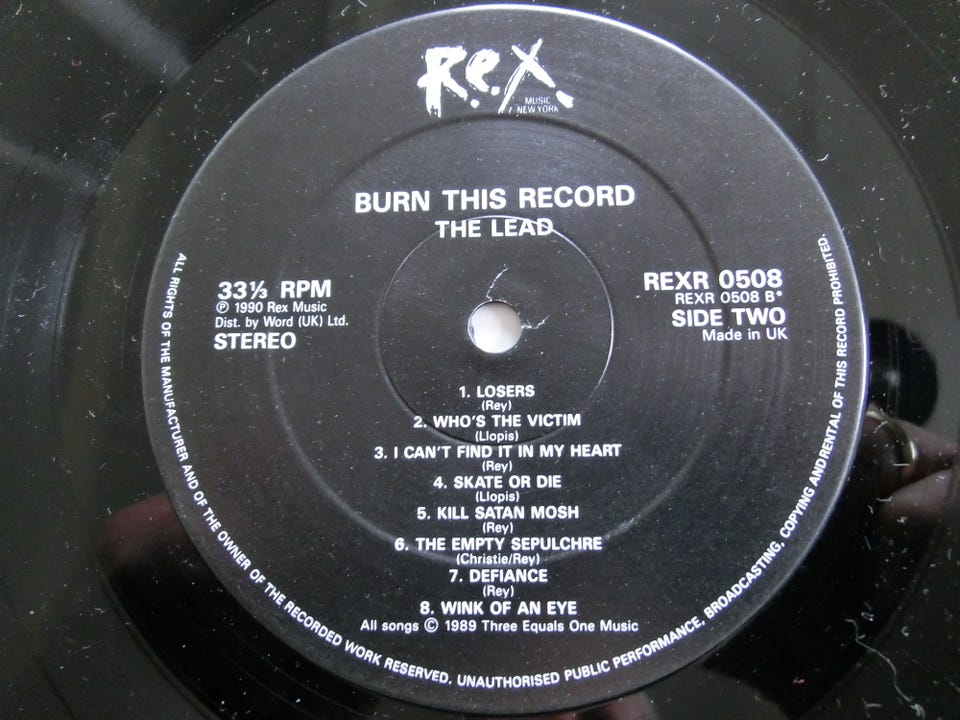 R.e.X.
MUSIC
NEW YORK
BURN THIS RECORD
THE LEAD
33⅓ RPM
℗ 1990 Rex Music
Dist. by Word (UK) Ltd.
STEREO
REXR 0508
REXR 0508 B*
SIDE TWO
Made in UK
1. LOSERS
(Rey)
2. WHO'S THE VICTIM
(Llopis)
3. I CAN'T FIND IT IN MY HEART
(Rey)
4. SKATE OR DIE
(Llopis)
5. KILL SATAN MOSH
(Rey)
6. THE EMPTY SEPULCHRE
(Christie/Rey)
7. DEFIANCE
(Rey)
8. WINK OF AN EYE
All songs © 1989 Three Equals One Music
ALL RIGHTS OF THE MANUFACTURER AND OF THE OWNER OF THE RECORDED WORK RESERVED. UNAUTHORISED PUBLIC PERFORMANCE, BROADCASTING, COPYING ANDRENTAL OF THIS RECORD PROHIBITED.